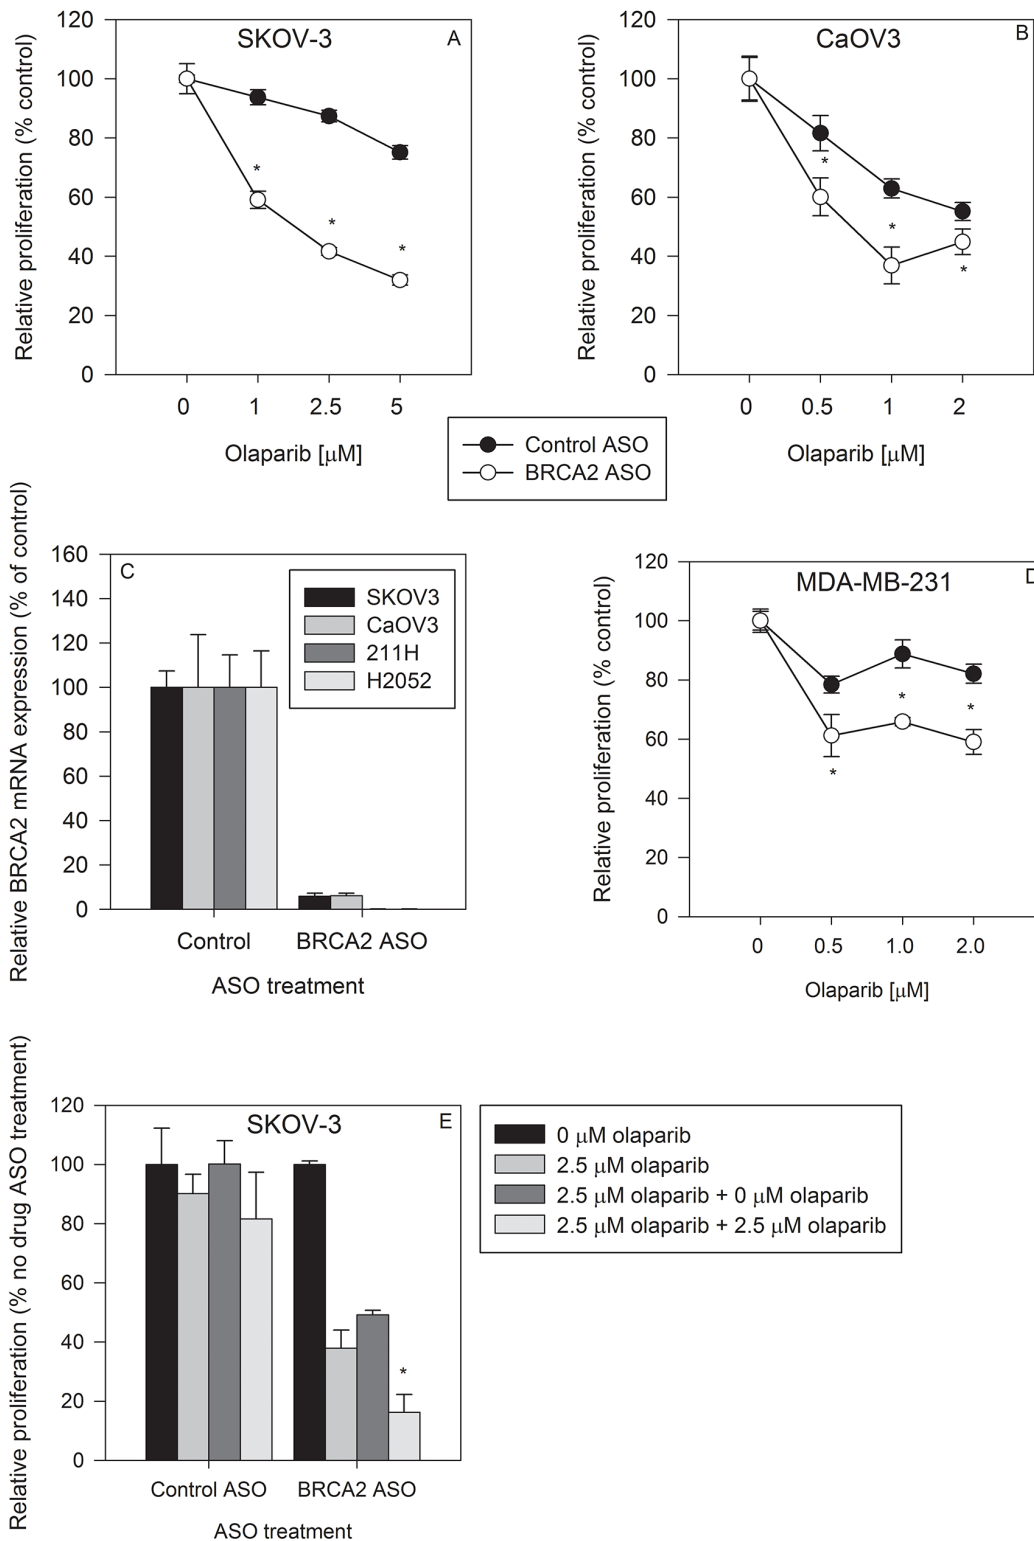 SKOV-3
A
Relative proliferation (% control)
120
100
80
60
40
20
0
*
*
*
0 1 2.5 5
Olaparib [μM]
CaOV3
B
Relative proliferation (% control)
120
100
80
60
40
20
0
*
*
*
0 0.5 1 2
Olaparib [μM]
Control ASO
BRCA2 ASO
C
Relative BRCA2 mRNA expression (% of control)
160
140
120
100
80
60
40
20
0
SKOV3
CaOV3
211H
H2052
Control BRCA2 ASO
ASO treatment
MDA-MB-231
D
Relative proliferation (% control)
120
100
80
60
40
20
0
*
*
*
0 0.5 1.0 2.0
Olaparib [μM]
SKOV-3
E
Relative proliferation (% no drug ASO treatment)
120
100
80
60
40
20
0
*
Control ASO BRCA2 ASO
ASO treatment
0 μM olaparib
2.5 μM olaparib
2.5 μM olaparib + 0 μM olaparib
2.5 μM olaparib + 2.5 μM olaparib